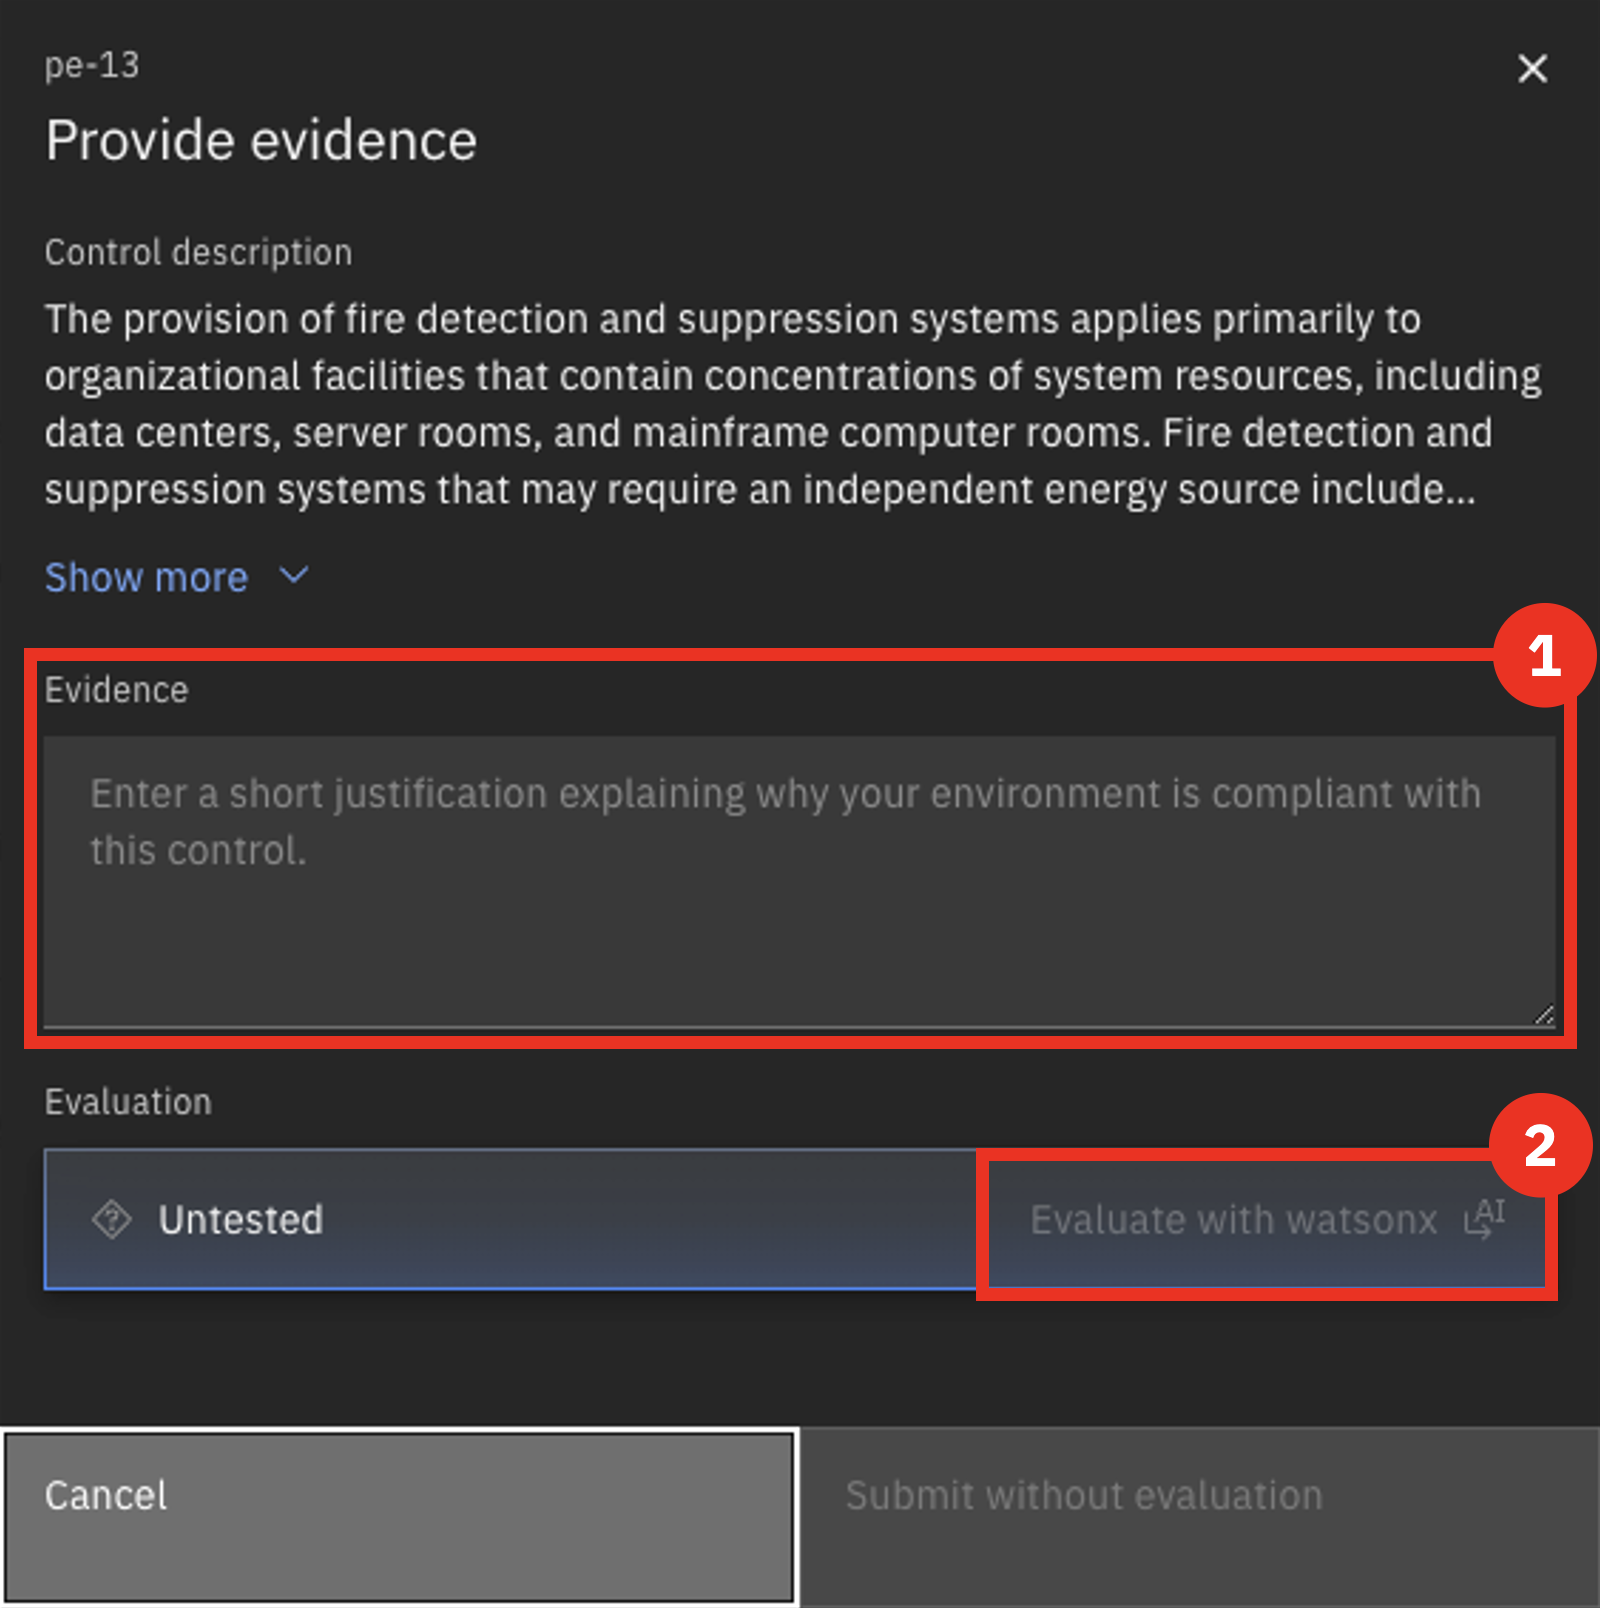 pe-13
Provide evidence
Control description
The provision of fire detection and suppression systems applies primarily to
organizational facilities that contain concentrations of system resources, including
data centers, server rooms, and mainframe computer rooms. Fire detection and
suppression systems that may require an independent energy source include...
Show more
1
Evidence
Enter a short justification explaining why your environment is compliant with
this control.
Evaluation
2
Untested
Evaluate with watsonx AI
Cancel
Submit without evaluation